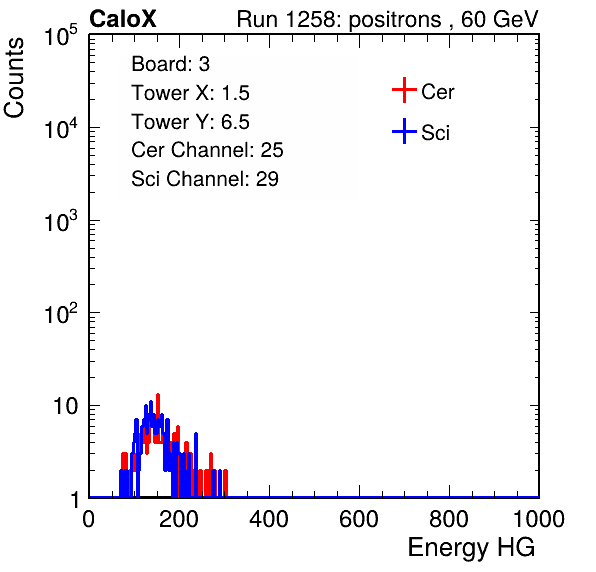 CaloX Run 1258: positrons , 60 GeV
Counts
10^5
10^4
10^3
10^2
10
1
Board: 3
Tower X: 1.5
Tower Y: 6.5
Cer Channel: 25
Sci Channel: 29
Cer
Sci
0 200 400 600 800 1000
Energy HG